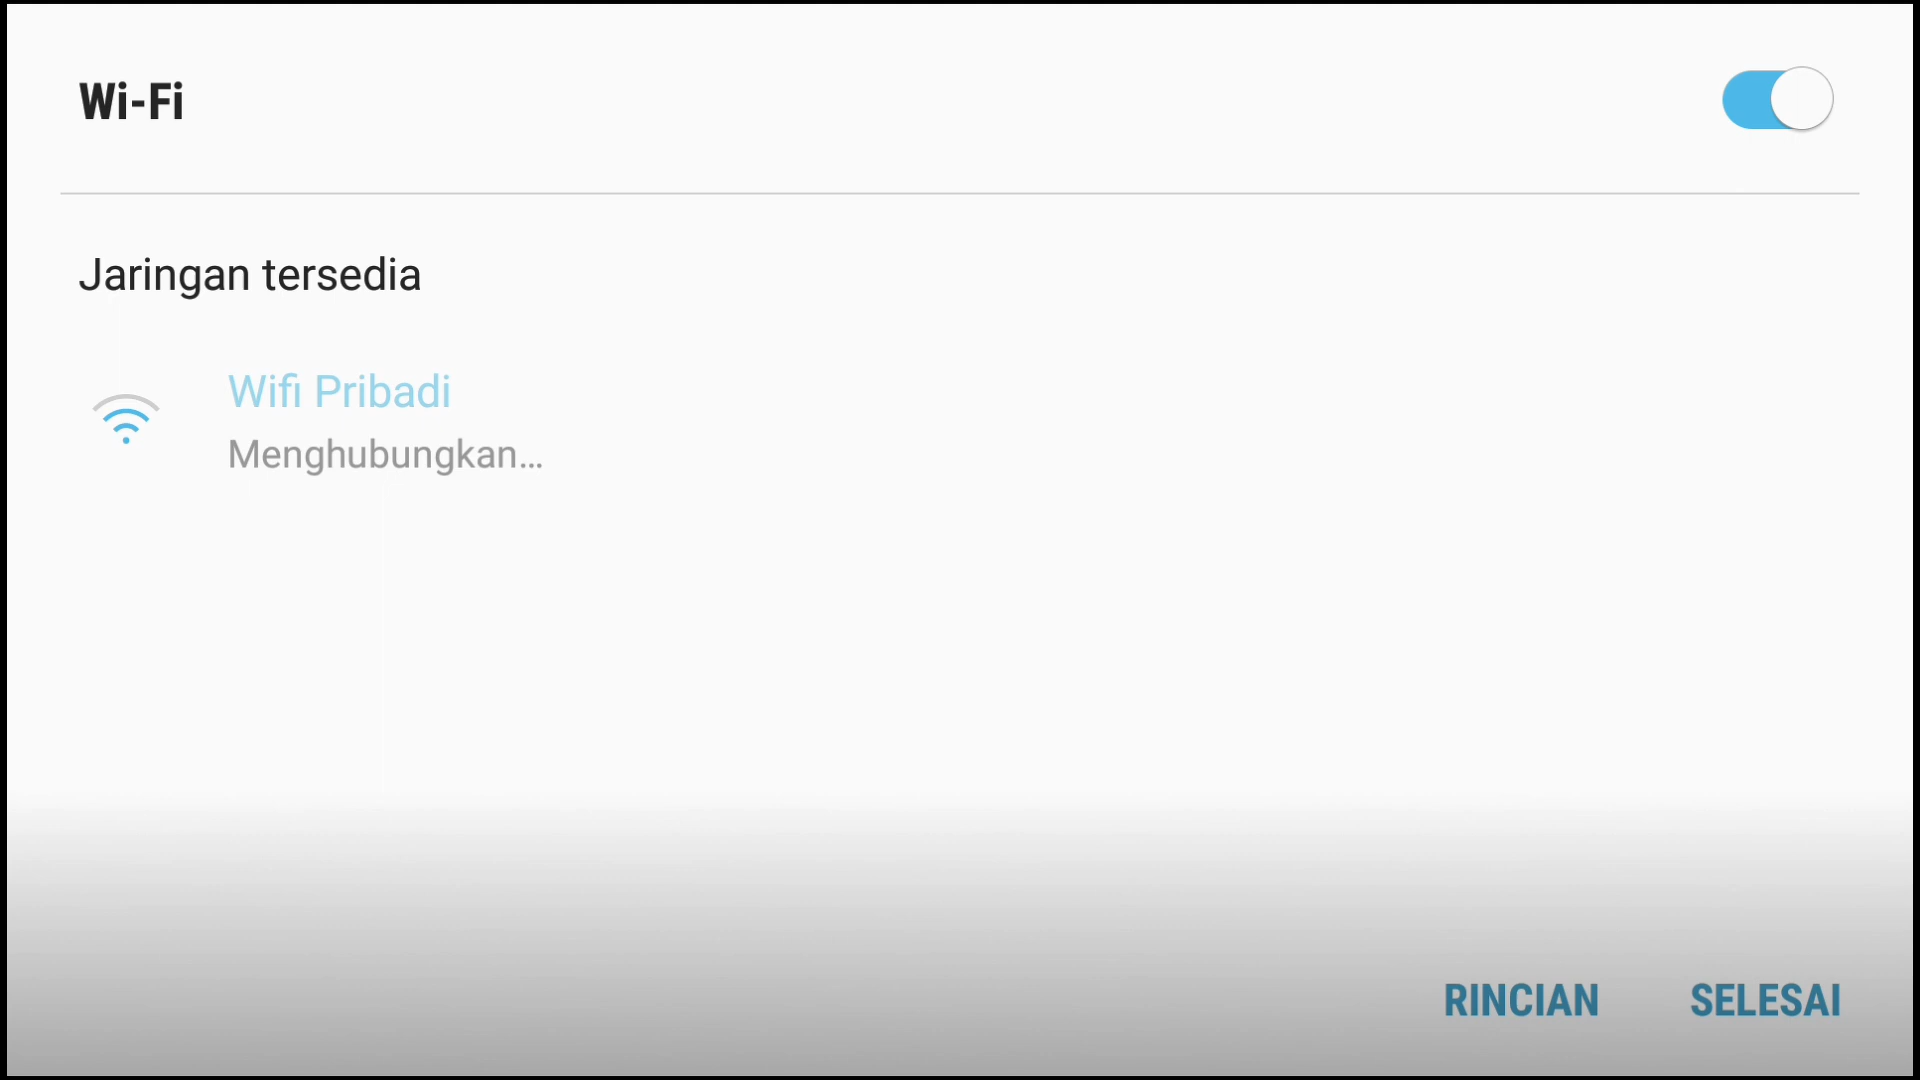 Wi-Fi
Jaringan tersedia
Wifi Pribadi
Menghubungkan...
RINCIAN SELESAI